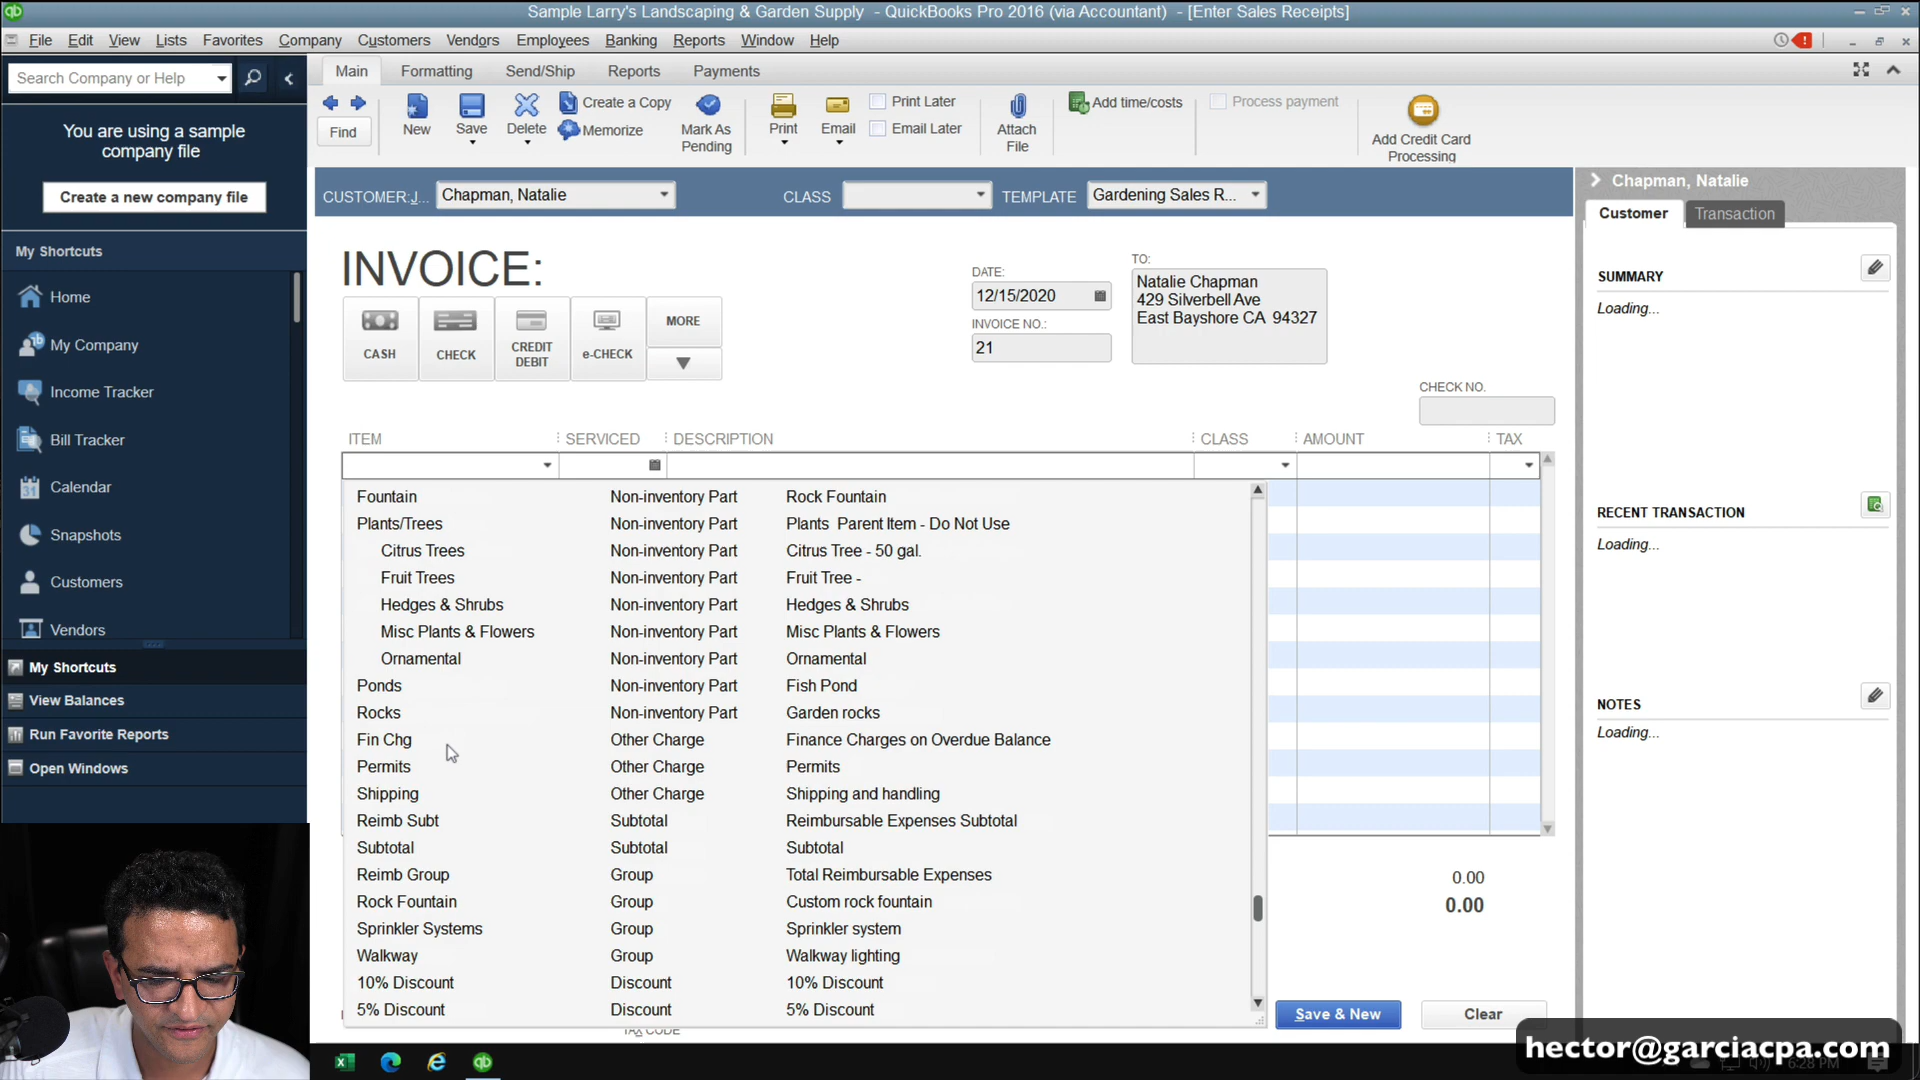 Sample Larry's Landscaping & Garden Supply - QuickBooks Pro 2016 (via Accountant) - [Enter Sales Receipts]
File Edit View Lists Favorites Company Customers Vendors Employees Banking Reports Window Help
Search Company or Help
You are using a sample
company file
Create a new company file
My Shortcuts
Home
My Company
Income Tracker
Bill Tracker
Calendar
Snapshots
Customers
Vendors
My Shortcuts
View Balances
Run Favorite Reports
Open Windows
Main Formatting Send/Ship Reports Payments
Find
New
Save
Delete
Create a Copy
Memorize
Mark As
Pending
Print
Email
Print Later
Email Later
Attach
File
Add time/costs
Process payment
Add Credit Card
Processing
CUSTOMER:J... Chapman, Natalie CLASS TEMPLATE Gardening Sales R...
INVOICE:
CASH
CHECK
CREDIT
DEBIT
e-CHECK
MORE
DATE:
12/15/2020
INVOICE NO.:
21
TO:
Natalie Chapman
429 Silverbell Ave
East Bayshore CA 94327
CHECK NO.
ITEM SERVICED DESCRIPTION CLASS AMOUNT TAX
Fountain Non-inventory Part Rock Fountain
Plants/Trees Non-inventory Part Plants Parent Item - Do Not Use
Citrus Trees Non-inventory Part Citrus Tree - 50 gal.
Fruit Trees Non-inventory Part Fruit Tree -
Hedges & Shrubs Non-inventory Part Hedges & Shrubs
Misc Plants & Flowers Non-inventory Part Misc Plants & Flowers
Ornamental Non-inventory Part Ornamental
Ponds Non-inventory Part Fish Pond
Rocks Non-inventory Part Garden rocks
Fin Chg Other Charge Finance Charges on Overdue Balance
Permits Other Charge Permits
Shipping Other Charge Shipping and handling
Reimb Subt Subtotal Reimbursable Expenses Subtotal
Subtotal Subtotal Subtotal
Reimb Group Group Total Reimbursable Expenses
Rock Fountain Group Custom rock fountain
Sprinkler Systems Group Sprinkler system
Walkway Group Walkway lighting
10% Discount Discount 10% Discount
5% Discount Discount 5% Discount
TAX CODE
0.00
0.00
Save & New
Clear
Chapman, Natalie
Customer Transaction
SUMMARY
Loading...
RECENT TRANSACTION
Loading...
NOTES
Loading...
hector@garciacpa.com
6:28 PM